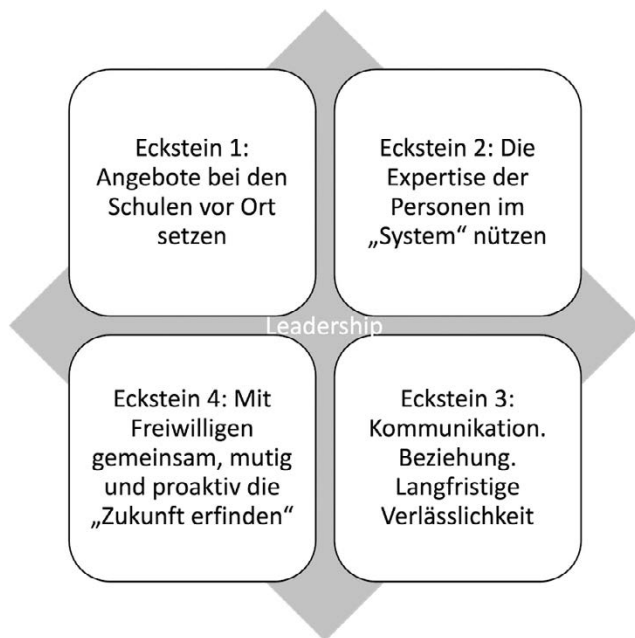 Eckstein 1:
Angebote bei den
Schulen vor Ort
setzen
Eckstein 2: Die
Expertise der
Personen im
„System“ nützen
Leadership
Eckstein 4: Mit
Freiwilligen
gemeinsam, mutig
und proaktiv die
„Zukunft erfinden“
Eckstein 3:
Kommunikation.
Beziehung.
Langfristige
Verlässlichkeit